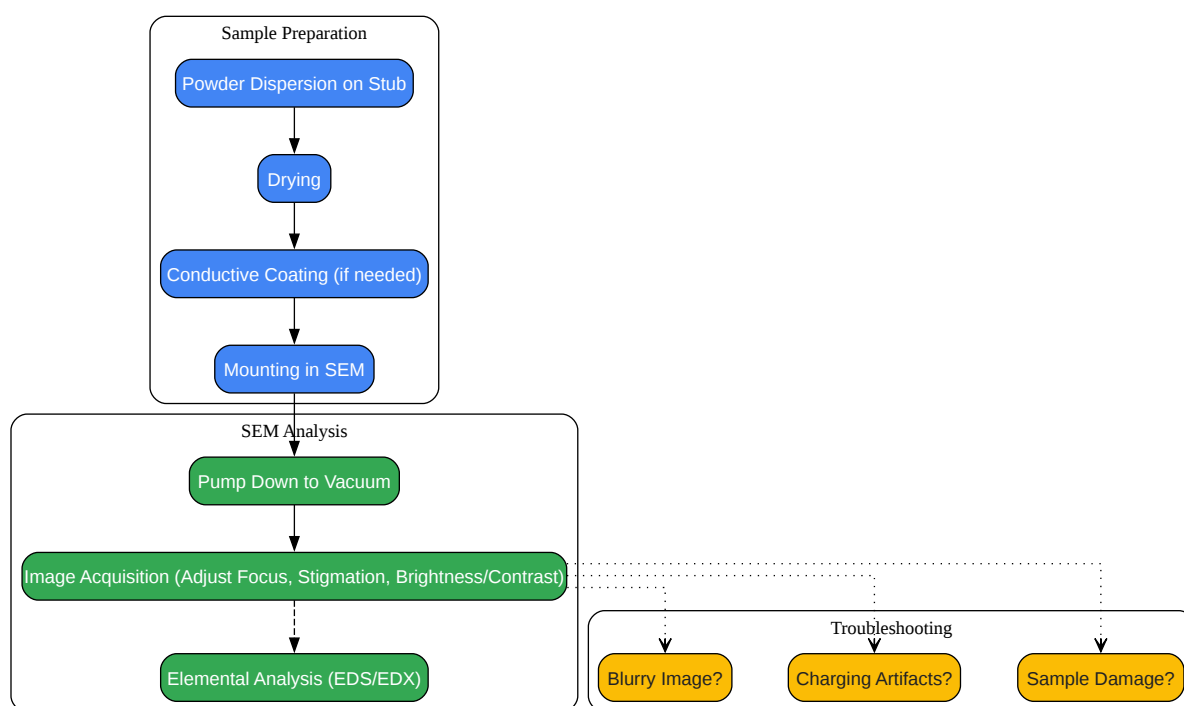 Sample Preparation
Powder Dispersion on Stub
Drying
Conductive Coating (if needed)
Mounting in SEM
SEM Analysis
Pump Down to Vacuum
Image Acquisition (Adjust Focus, Stigmation, Brightness/Contrast)
Elemental Analysis (EDS/EDX)
Troubleshooting
Blurry Image?
Charging Artifacts?
Sample Damage?